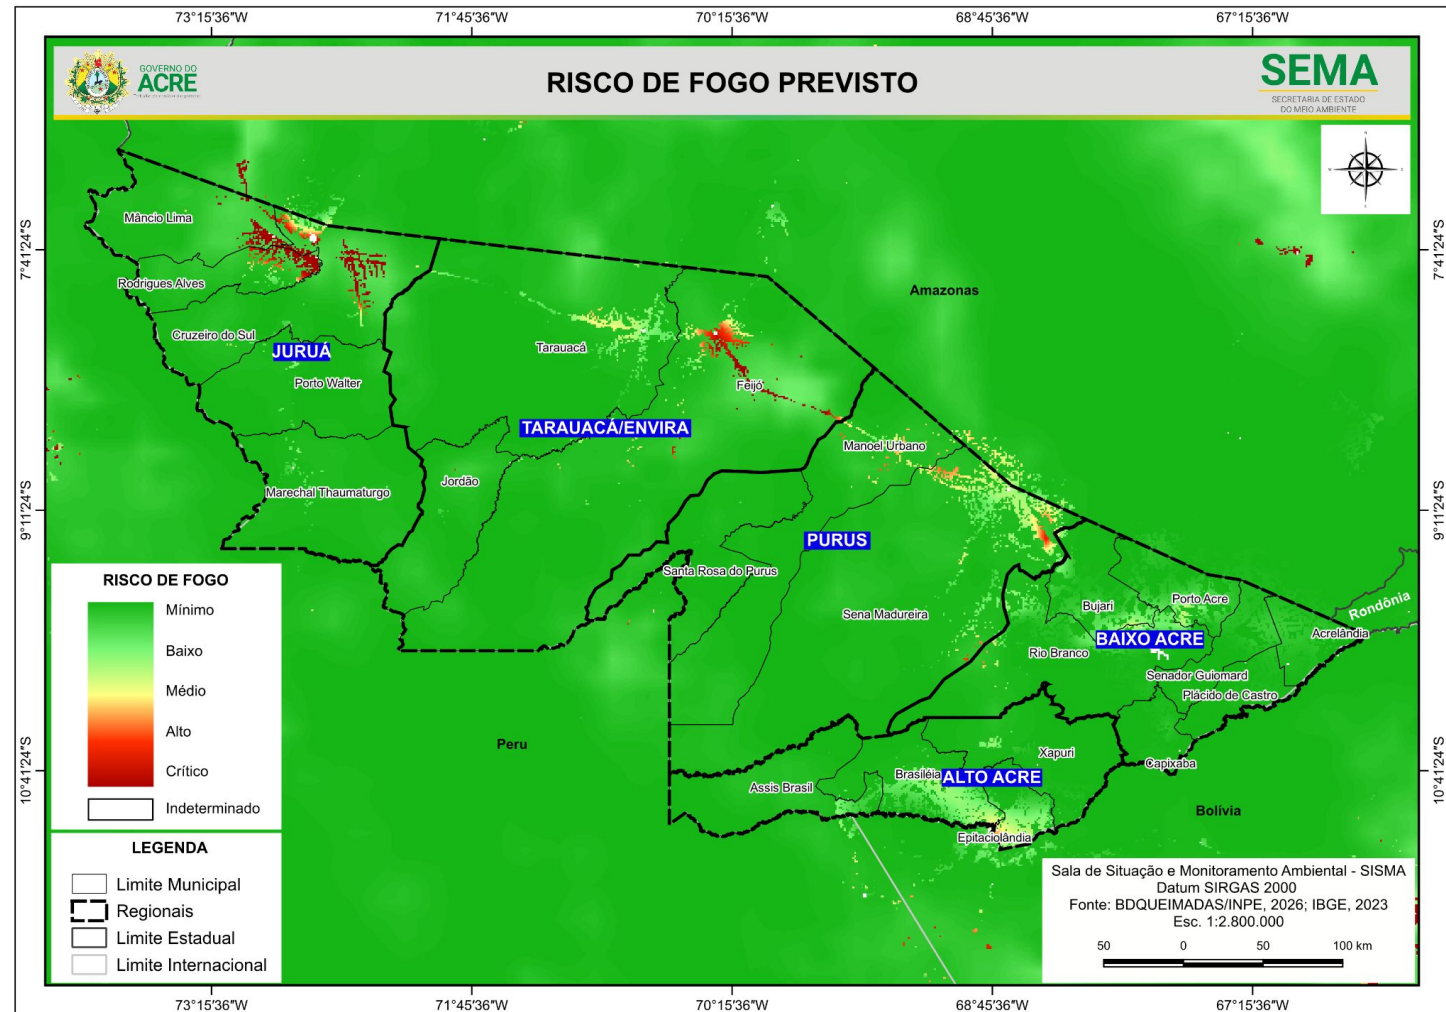 73°15'36"W
71°45'36"W
70°15'36"W
68°45'36"W
67°15'36"W
GOVERNO DO
ACRE
RISCO DE FOGO PREVISTO
SEMA
SECRETARIA DE ESTADO
DO MEIO AMBIENTE
N
Mâncio Lima
7°41'24"S
7°41'24"S
Rodrigues Alves
Amazonas
Cruzeiro do Sul
JURUÁ
Tarauacá
Porto Walter
Feijó
TARAUACÁ/ENVIRA
Manoel Urbano
Jordão
Marechal Thaumaturgo
9°11'24"S
9°11'24"S
PURUS
Santa Rosa do Purus
Sena Madureira
Bujari
Porto Acre
Rondônia
Acrelândia
BAIXO ACRE
Rio Branco
Senador Guiomard
Plácido de Castro
Peru
Xapuri
Capixaba
10°41'24"S
10°41'24"S
Brasiléia
ALTO ACRE
Assis Brasil
Bolívia
Epitaciolândia
RISCO DE FOGO
Mínimo
Baixo
Médio
Alto
Crítico
Indeterminado
LEGENDA
Limite Municipal
Regionais
Limite Estadual
Limite Internacional
Sala de Situação e Monitoramento Ambiental - SISMA
Datum SIRGAS 2000
Fonte: BDQUEIMADAS/INPE, 2026; IBGE, 2023
Esc. 1:2.800.000
50 0 50 100 km
73°15'36"W
71°45'36"W
70°15'36"W
68°45'36"W
67°15'36"W